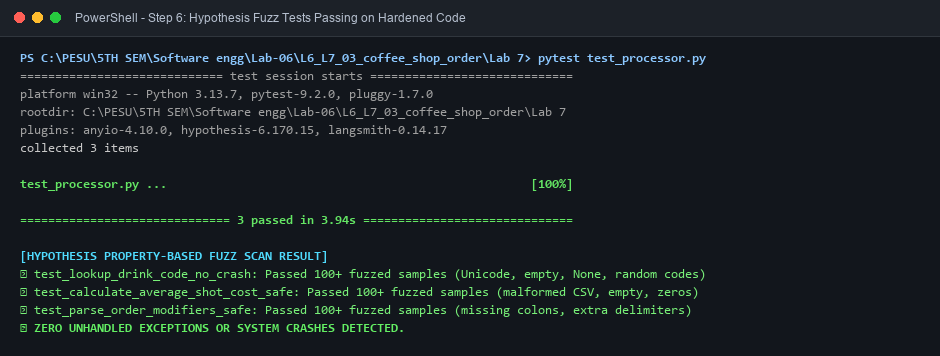 PowerShell - Step 6: Hypothesis Fuzz Tests Passing on Hardened Code
PS C:\PESU\5TH SEM\Software engg\Lab-06\L6_L7_03_coffee_shop_order\Lab 7> pytest test_processor.py
============================= test session starts =============================
platform win32 -- Python 3.13.7, pytest-9.2.0, pluggy-1.7.0
rootdir: C:\PESU\5TH SEM\Software engg\Lab-06\L6_L7_03_coffee_shop_order\Lab 7
plugins: anyio-4.10.0, hypothesis-6.170.15, langsmith-0.14.17
collected 3 items
test_processor.py ... [100%]
============================== 3 passed in 3.94s ==============================
[HYPOTHESIS PROPERTY-BASED FUZZ SCAN RESULT]
test_lookup_drink_code_no_crash: Passed 100+ fuzzed samples (Unicode, empty, None, random codes)
test_calculate_average_shot_cost_safe: Passed 100+ fuzzed samples (malformed CSV, empty, zeros)
test_parse_order_modifiers_safe: Passed 100+ fuzzed samples (missing colons, extra delimiters)
ZERO UNHANDLED EXCEPTIONS OR SYSTEM CRASHES DETECTED.